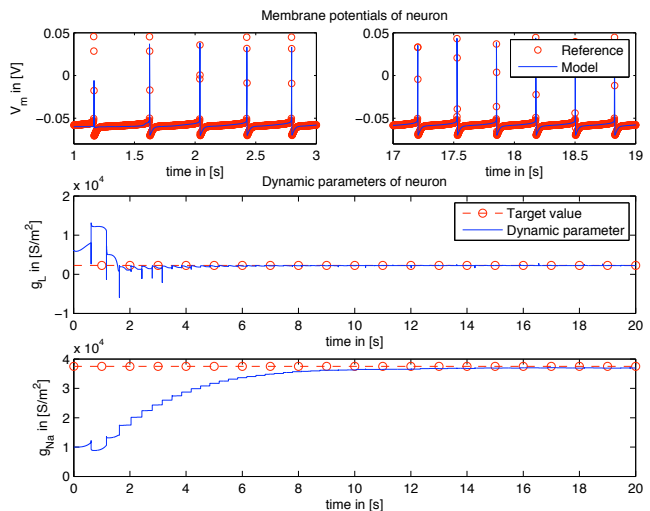 Membrane potentials of neuron
0.05
0
−0.05
V_m in [V]
1
1.5
2
2.5
3
time in [s]
0.05
0
−0.05
17
17.5
18
18.5
19
time in [s]
Reference
Model
Dynamic parameters of neuron
x 10^4
2
1
0
−1
g_L in [S/m^2]
0 2 4 6 8 10 12 14 16 18 20
time in [s]
Target value
Dynamic parameter
x 10^4
4
3
2
1
0
g_Na in [S/m^2]
0 2 4 6 8 10 12 14 16 18 20
time in [s]